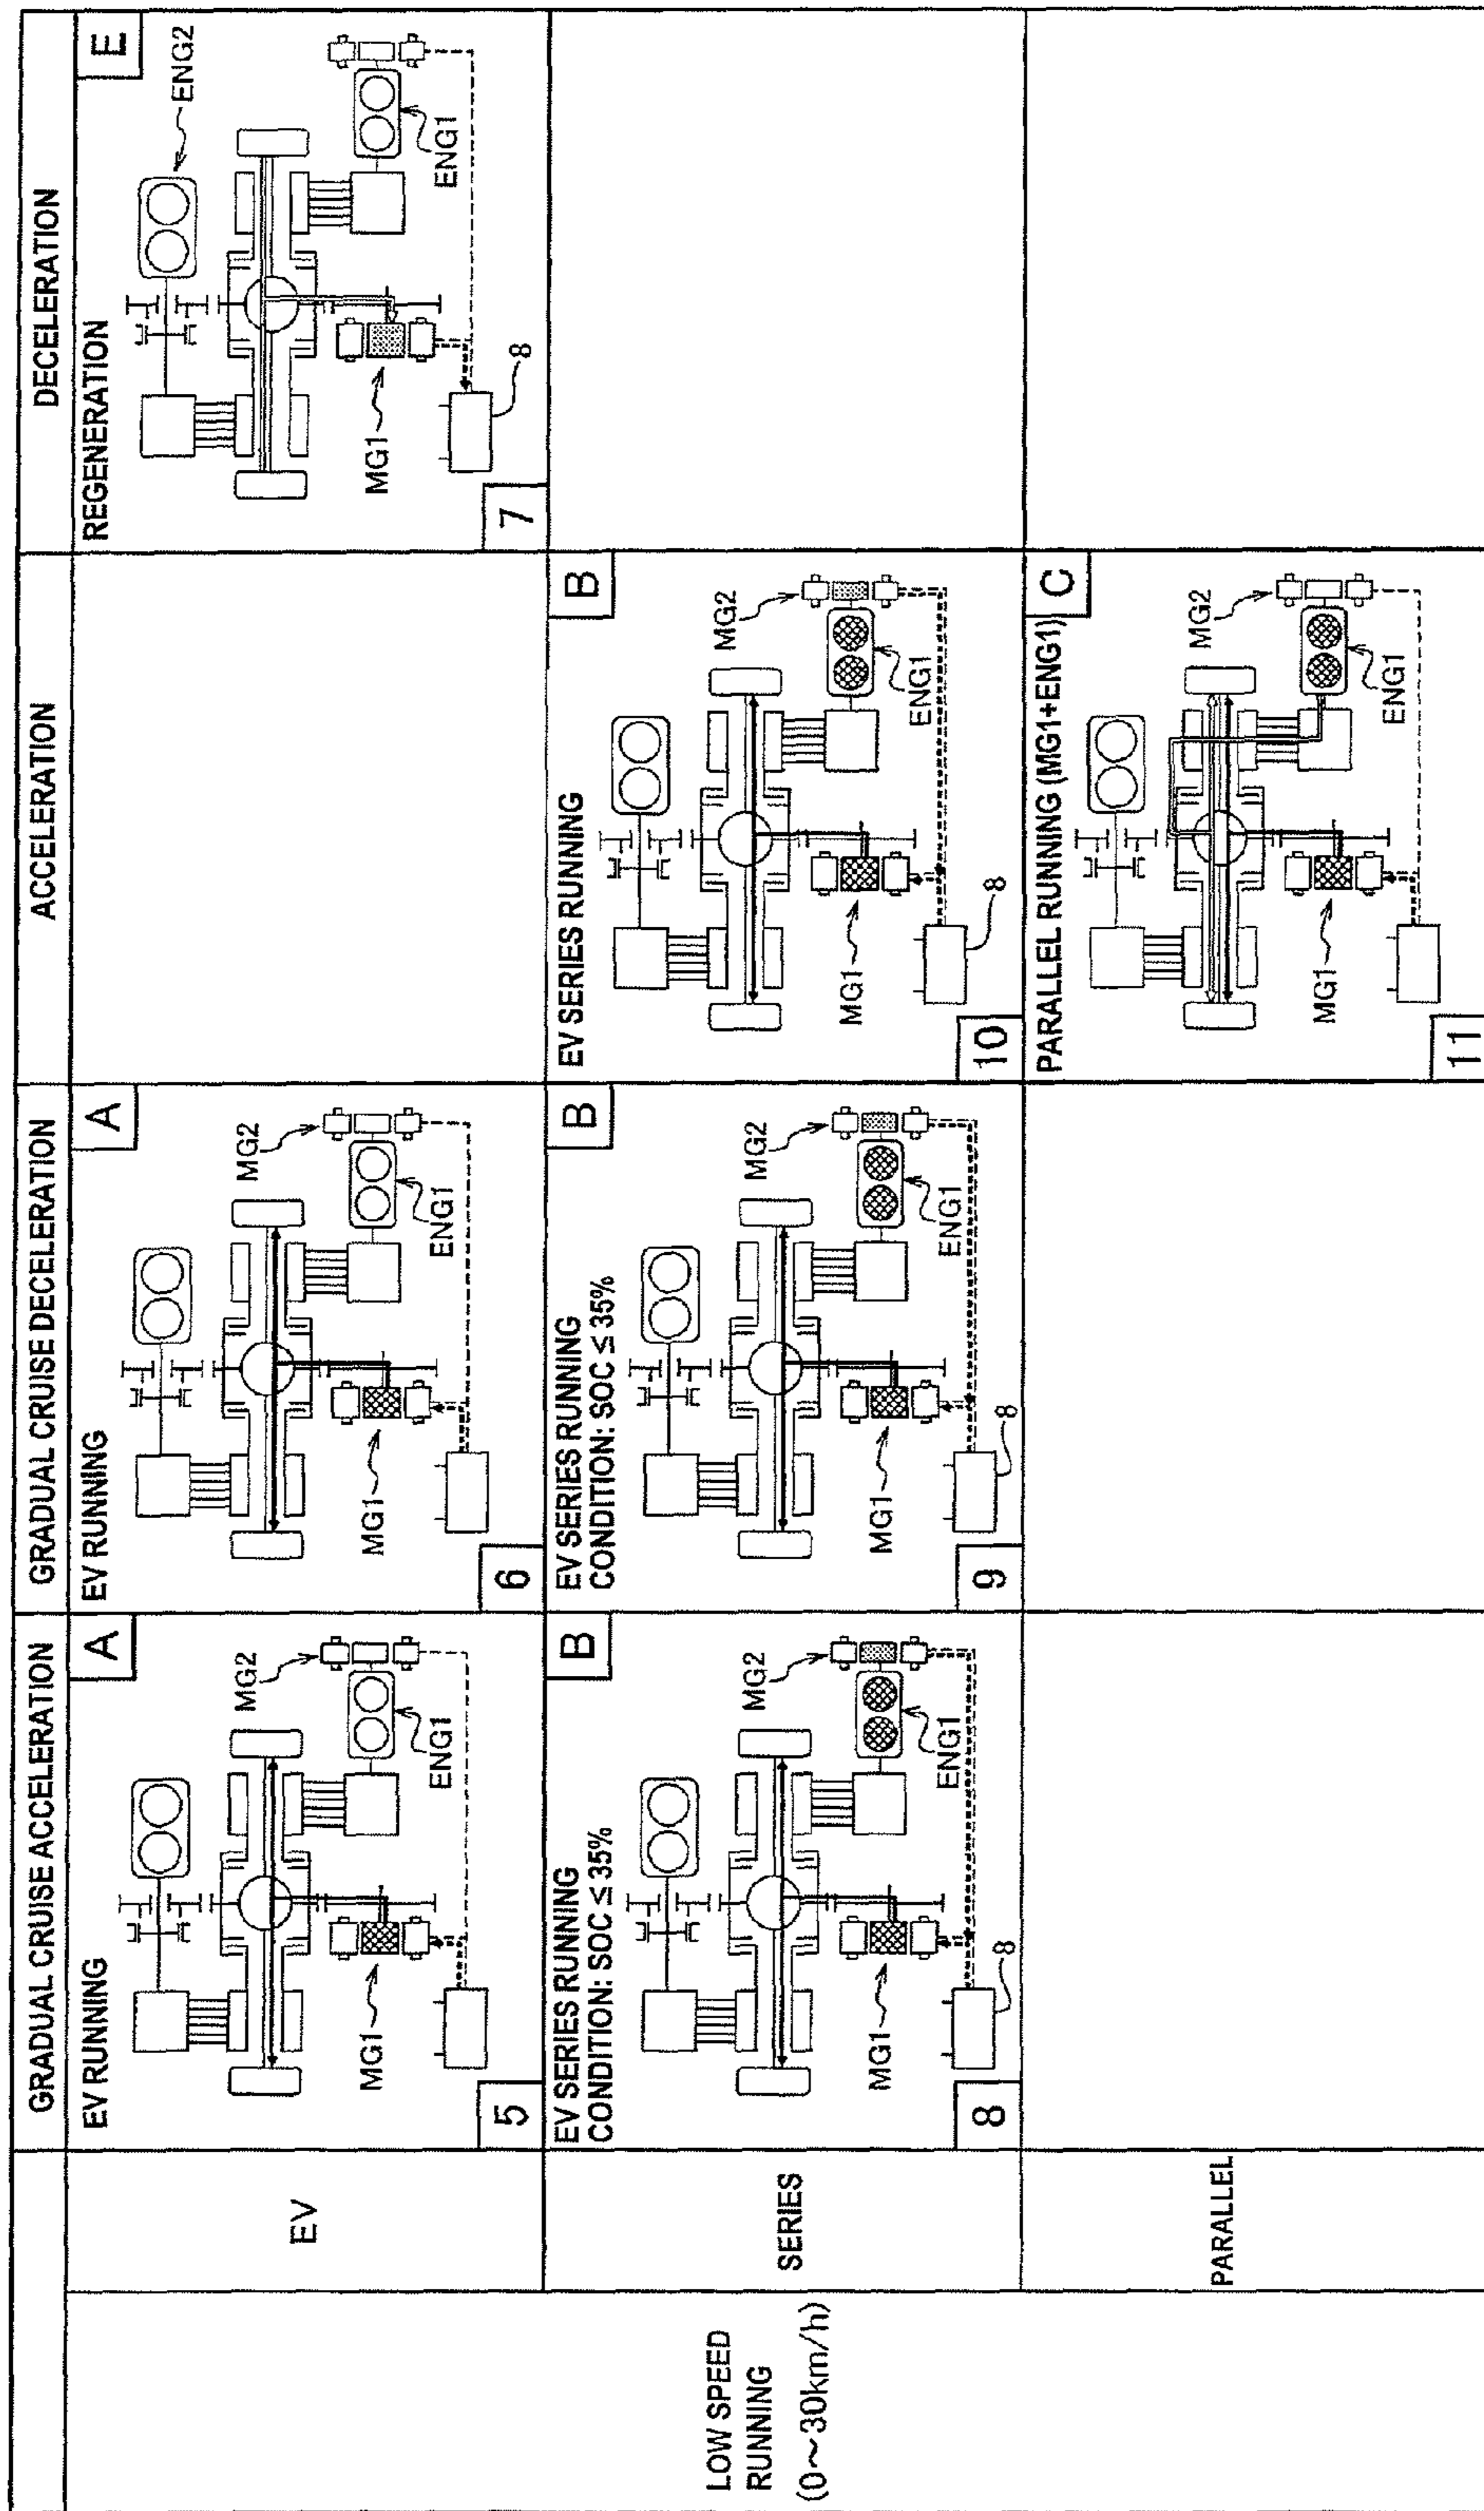 GRADUAL CRUISE ACCELERATION
GRADUAL CRUISE DECELERATION
ACCELERATION
DECELERATION
LOW SPEED
RUNNING
(0~30km/h)
EV
EV RUNNING
A
MG2
ENG1
MG1
5
EV RUNNING
A
MG2
ENG1
MG1
6
REGENERATION
E
ENG2
ENG1
MG1
8
7
SERIES
EV SERIES RUNNING
CONDITION: SOC ≤ 35%
B
MG2
ENG1
MG1
8
8
EV SERIES RUNNING
CONDITION: SOC ≤ 35%
B
MG2
ENG1
MG1
8
9
EV SERIES RUNNING
B
MG2
ENG1
MG1
8
10
PARALLEL
PARALLEL RUNNING (MG1+ENG1)
C
MG2
ENG1
MG1
11